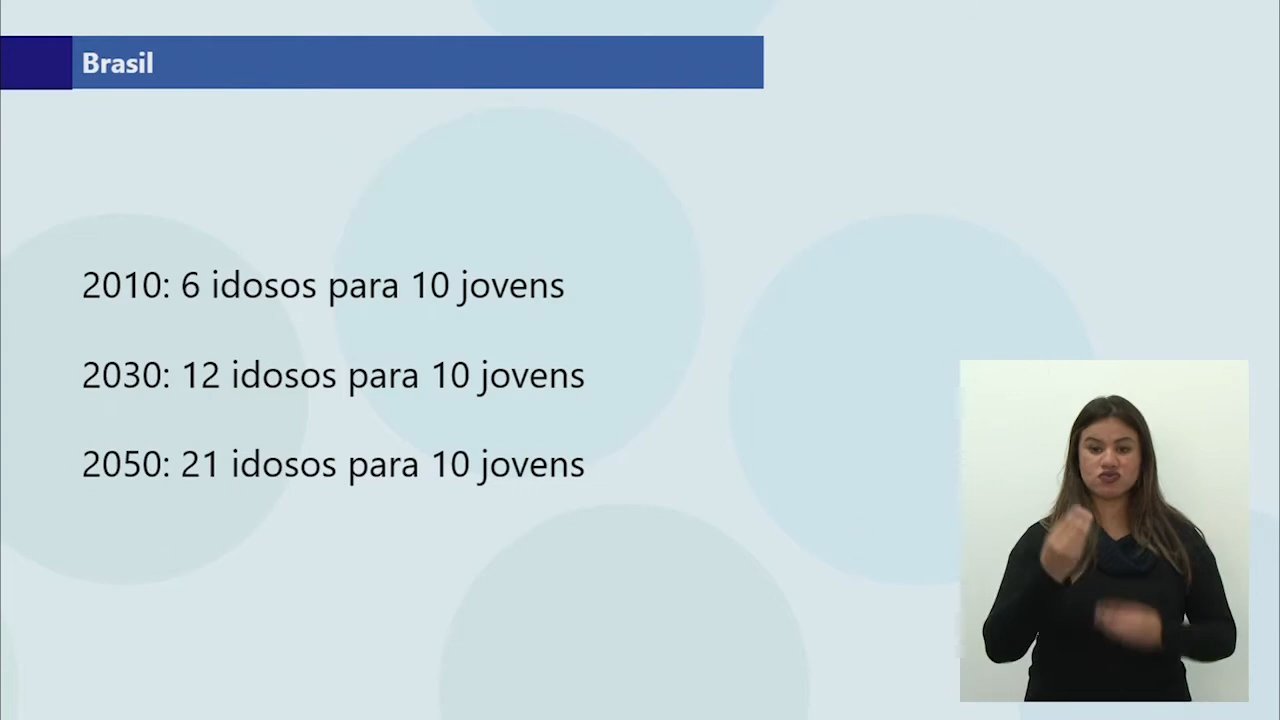 Brasil
2010: 6 idosos para 10 jovens
2030: 12 idosos para 10 jovens
2050: 21 idosos para 10 jovens